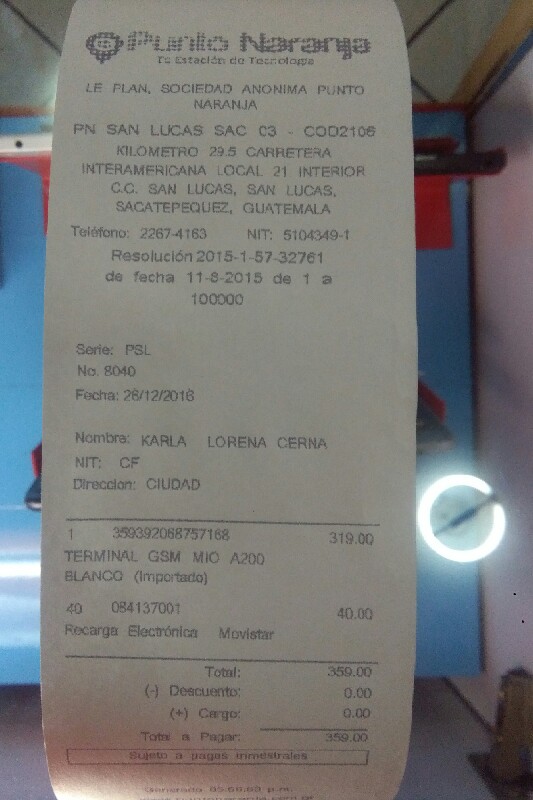 Punto Naranja
Tu Estación de Tecnología
LE PLAN, SOCIEDAD ANONIMA PUNTO
NARANJA
PN SAN LUCAS SAC 03 - COD2106
KILOMETRO 29.5 CARRETERA
INTERAMERICANA LOCAL 21 INTERIOR
C.C. SAN LUCAS, SAN LUCAS,
SACATEPEQUEZ, GUATEMALA
Teléfono: 2267-4163 NIT: 5104349-1
Resolución 2015-1-57-32761
de fecha 11-8-2015 de 1 a
100000
Serie: PSL
No. 8040
Fecha: 26/12/2016
Nombre: KARLA LORENA CERNA
NIT: CF
Direccion: CIUDAD
1 359392068757168 319.00
TERMINAL GSM MIO A200
BLANCO (Importado)
40 084137001 40.00
Recarga Electrónica Movistar
Total: 359.00
(-) Descuento: 0.00
(+) Cargo: 0.00
Total a Pagar: 359.00
Sujeto a pagos trimestrales
p.m.